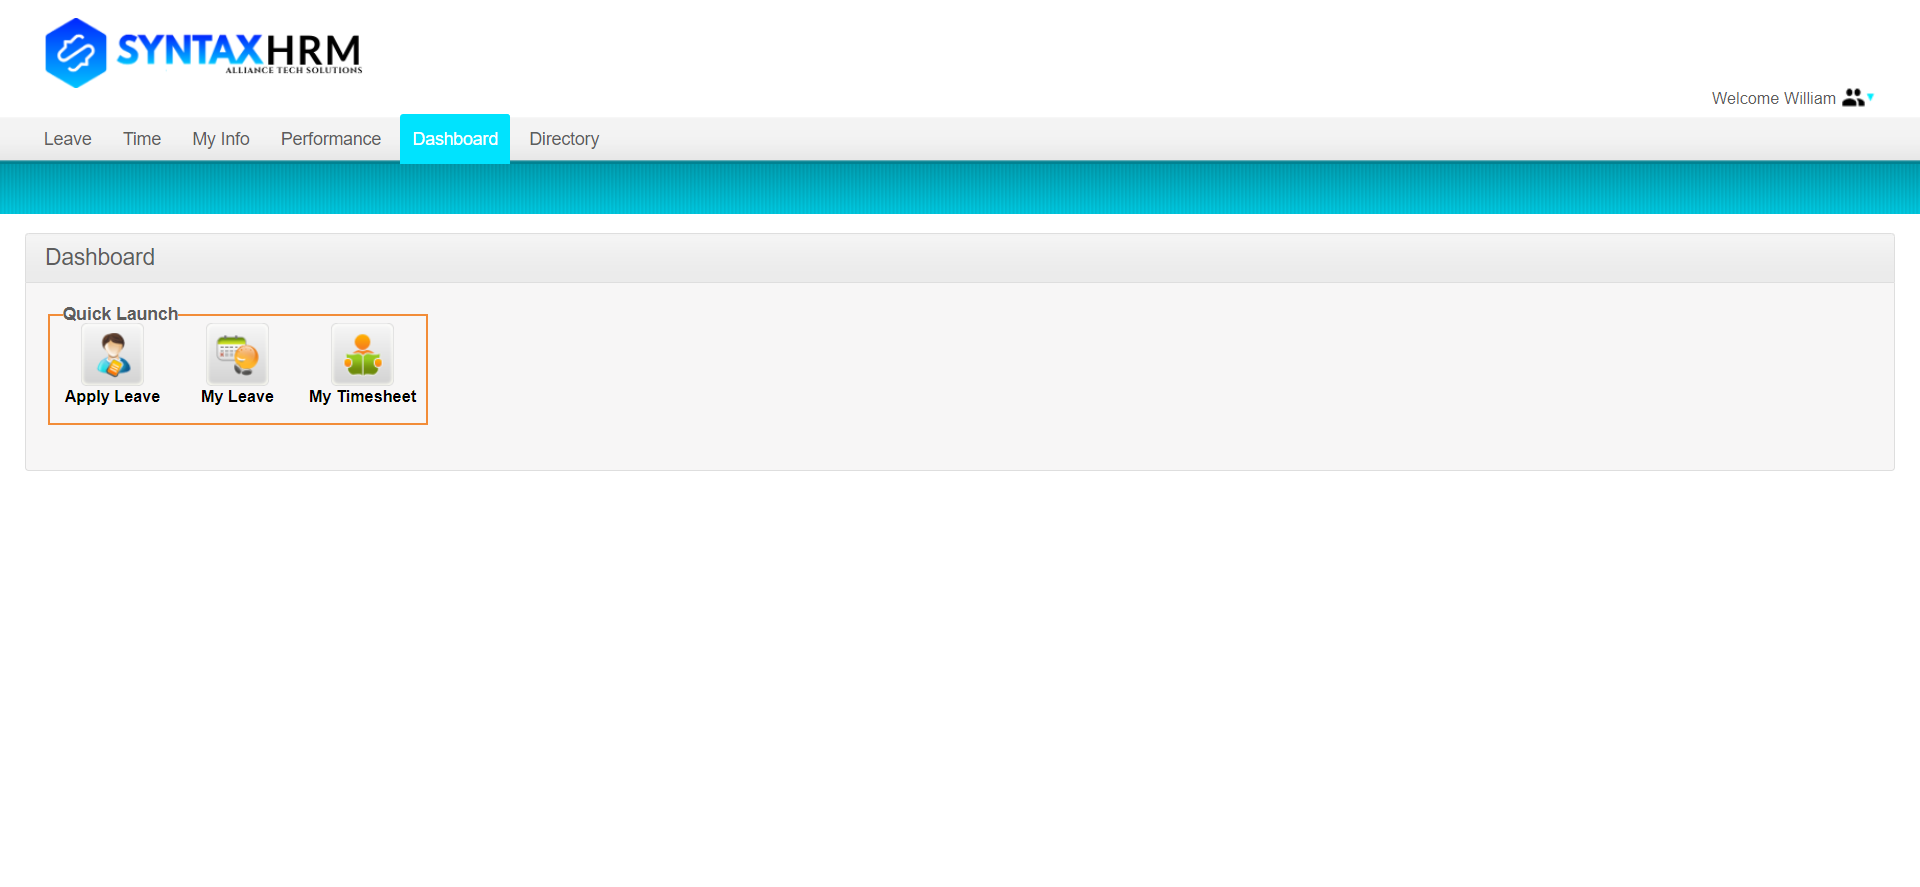 SYNTAXHRM
ALLIANCE TECH SOLUTIONS
Welcome William
Leave Time My Info Performance Dashboard Directory
Dashboard
Quick Launch
Apply Leave My Leave My Timesheet